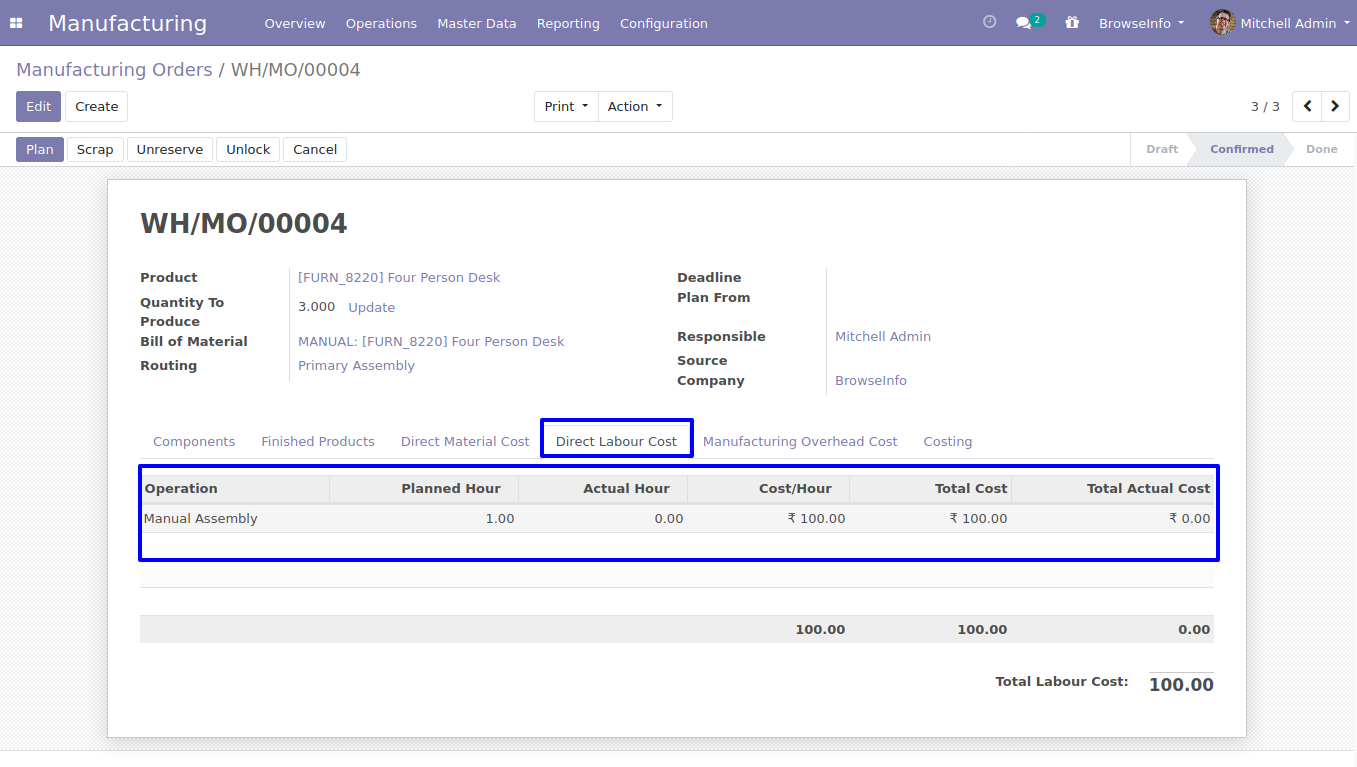 Manufacturing Overview Operations Master Data Reporting Configuration 2 BrowseInfo Mitchell Admin
Manufacturing Orders / WH/MO/00004
Edit Create Print Action 3 / 3
Plan Scrap Unreserve Unlock Cancel Draft Confirmed Done
WH/MO/00004
Product [FURN_8220] Four Person Desk
Quantity To
Produce 3.000 Update
Bill of Material MANUAL: [FURN_8220] Four Person Desk
Routing Primary Assembly
Deadline
Plan From
Responsible Mitchell Admin
Source
Company BrowseInfo
Components Finished Products Direct Material Cost Direct Labour Cost Manufacturing Overhead Cost Costing
Operation Planned Hour Actual Hour Cost/Hour Total Cost Total Actual Cost
Manual Assembly 1.00 0.00 ₹ 100.00 ₹ 100.00 ₹ 0.00
100.00 100.00 0.00
Total Labour Cost: 100.00